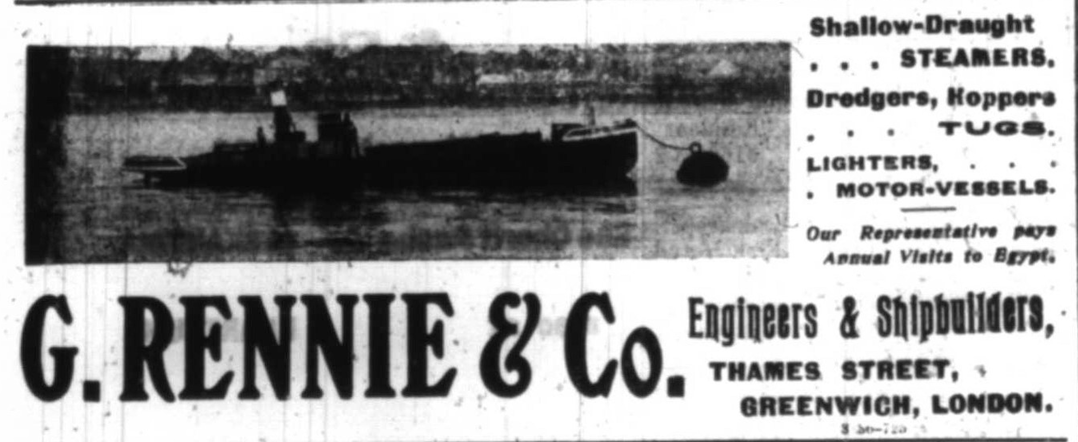 Shallow-Draught
. . . STEAMERS,
Dredgers, Hoppers
. . . TUGS.
LIGHTERS, . . .
. MOTOR-VESSELS.
Our Representative pays
Annual Visits to Egypt.
G. RENNIE & Co.
Engineers & Shipbuilders,
THAMES STREET,
GREENWICH, LONDON.